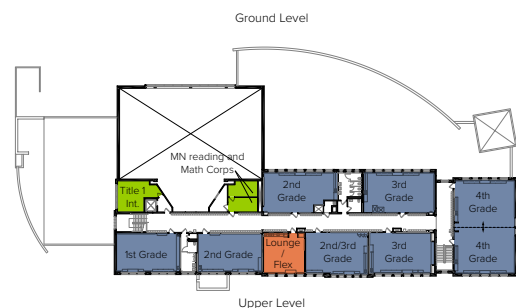 Ground Level
MN reading and
Math Corps.
Title 1
Int.
2nd
Grade
3rd
Grade
4th
Grade
1st Grade
2nd Grade
Lounge
/
Flex
2nd/3rd
Grade
3rd
Grade
4th
Grade
Upper Level